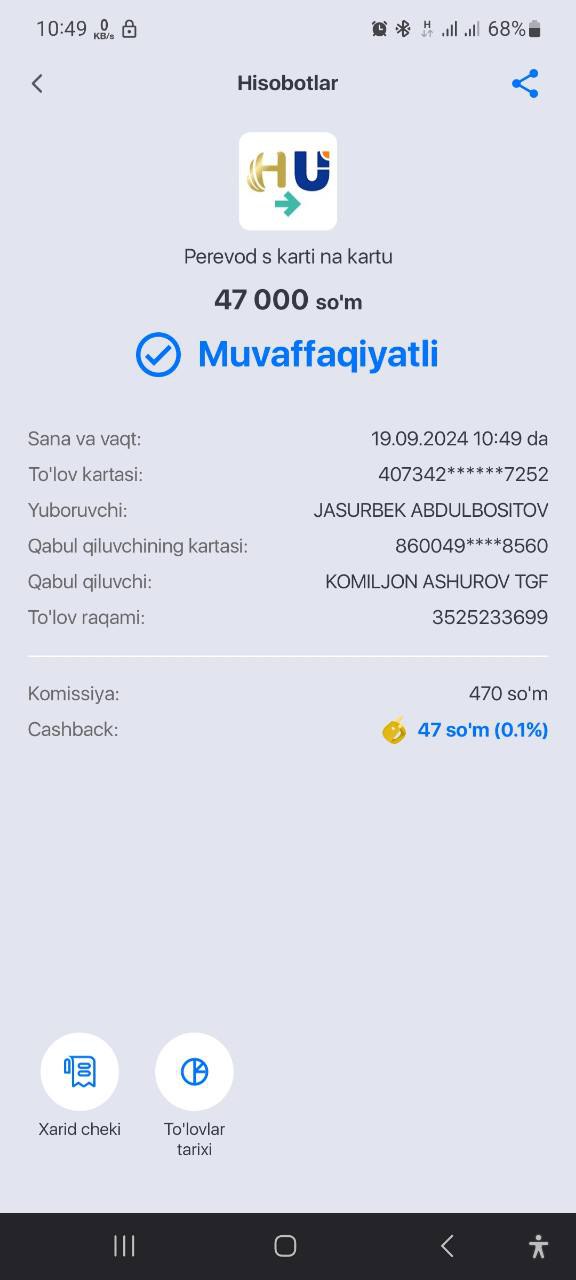 10:49 0 KB/s H 68%
Hisobotlar
HU
Perevod s karti na kartu
47 000 so'm
Muvaffaqiyatli
Sana va vaqt: 19.09.2024 10:49 da
To'lov kartasi: 407342******7252
Yuboruvchi: JASURBEK ABDULBOSITOV
Qabul qiluvchining kartasi: 860049****8560
Qabul qiluvchi: KOMILJON ASHUROV TGF
To'lov raqami: 3525233699
Komissiya: 470 so'm
Cashback: 47 so'm (0.1%)
Xarid cheki
To'lovlar
tarixi